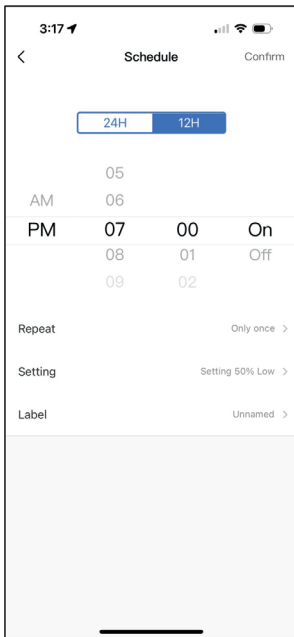 3:17
Schedule Confirm
24H 12H
05
AM 06
PM 07 00 On
08 01 Off
09 02
Repeat Only once
Setting Setting 50% Low
Label Unnamed